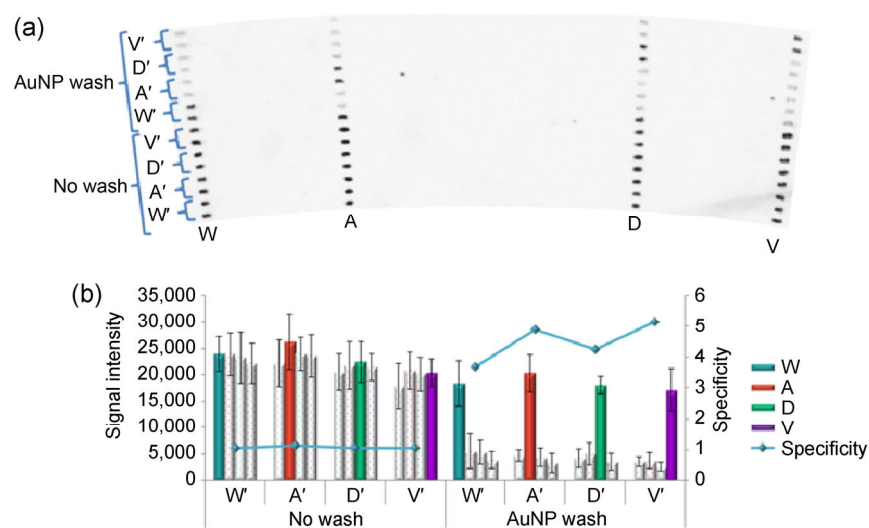 (a)
V′
D′
AuNP wash
A′
W′
V′
D′
No wash
A′
W′
W
A
D
V
(b)
35,000
30,000
25,000
20,000
15,000
10,000
5,000
0
Signal intensity
6
5
4
3
2
1
0
Specificity
W
A
D
V
Specificity
W′ A′ D′ V′ W′ A′ D′ V′
No wash AuNP wash